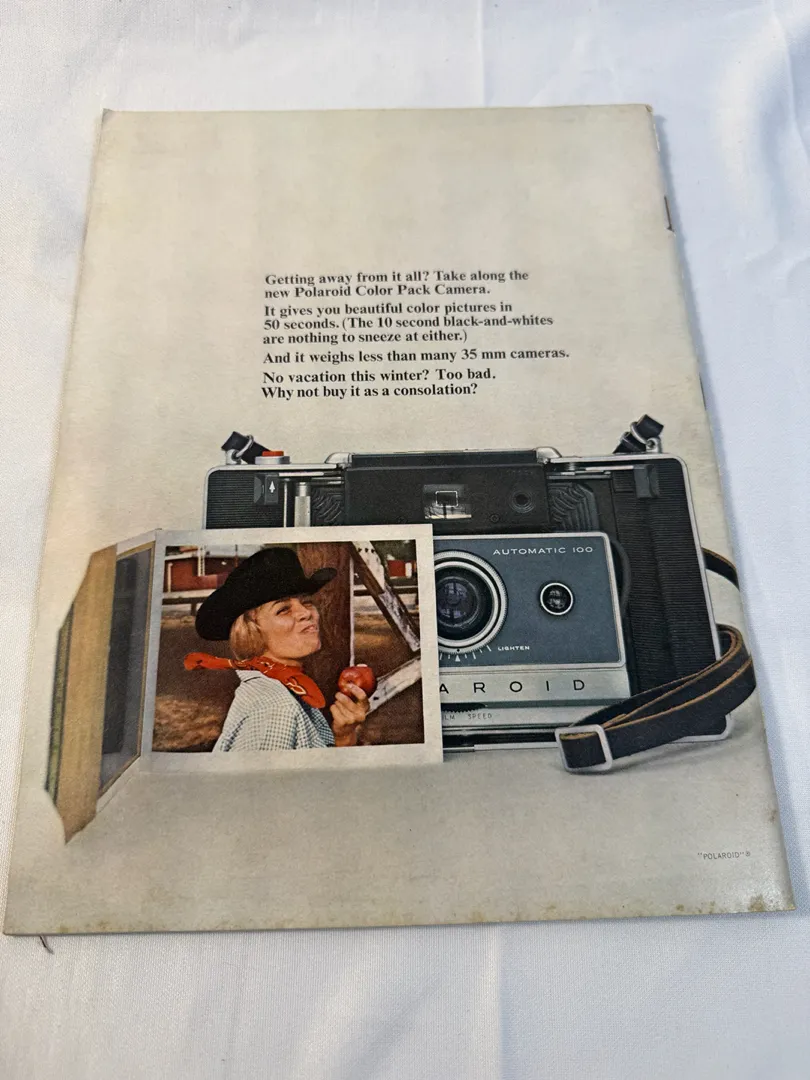 Getting away from it all? Take along the
new Polaroid Color Pack Camera.
It gives you beautiful color pictures in
50 seconds. (The 10 second black-and-whites
are nothing to sneeze at either.)
And it weighs less than many 35 mm cameras.
No vacation this winter? Too bad.
Why not buy it as a consolation?
AUTOMATIC 100
LIGHTEN
AROID
LM SPEED
"POLAROID"®